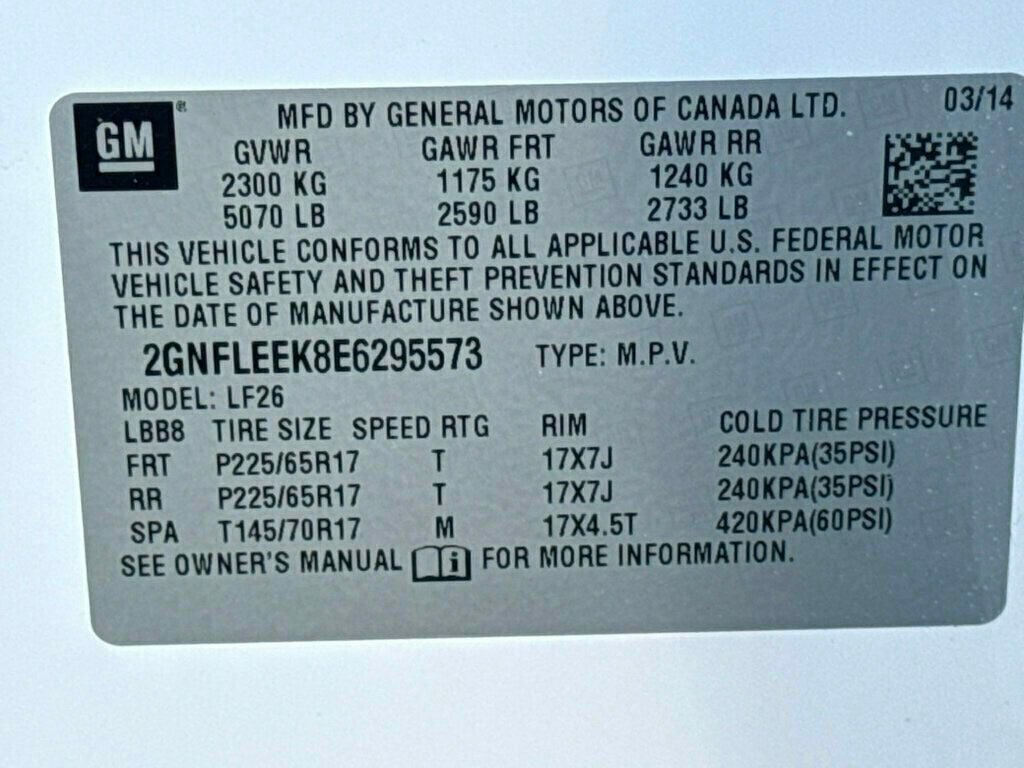 GM ® MFD BY GENERAL MOTORS OF CANADA LTD. 03/14
GVWR GAWR FRT GAWR RR
2300 KG 1175 KG 1240 KG
5070 LB 2590 LB 2733 LB
THIS VEHICLE CONFORMS TO ALL APPLICABLE U.S. FEDERAL MOTOR
VEHICLE SAFETY AND THEFT PREVENTION STANDARDS IN EFFECT ON
THE DATE OF MANUFACTURE SHOWN ABOVE.
2GNFLEEK8E6295573 TYPE: M.P.V.
MODEL: LF26
LBB8 TIRE SIZE SPEED RTG RIM COLD TIRE PRESSURE
FRT P225/65R17 T 17X7J 240KPA(35PSI)
RR P225/65R17 T 17X7J 240KPA(35PSI)
SPA T145/70R17 M 17X4.5T 420KPA(60PSI)
SEE OWNER'S MANUAL i FOR MORE INFORMATION.